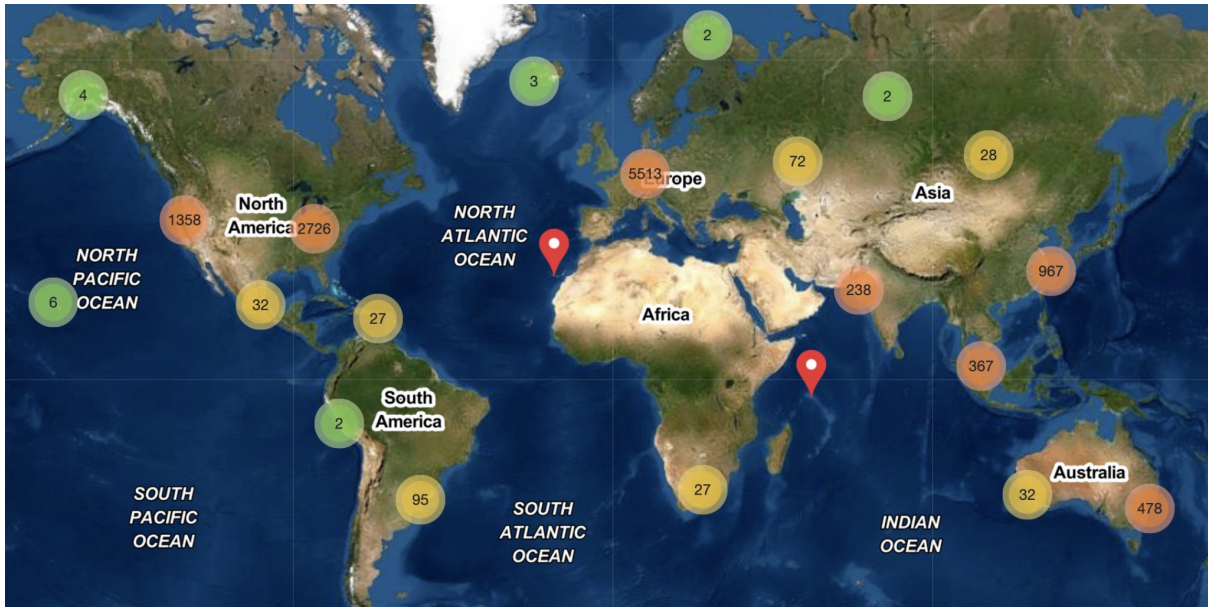 2
3
4
2
72
28
5513
Europe
Asia
North
America
1358
2726
NORTH
ATLANTIC
OCEAN
NORTH
PACIFIC
OCEAN
6
32
27
238
967
Africa
367
South
America
2
95
27
Australia
32
478
SOUTH
PACIFIC
OCEAN
SOUTH
ATLANTIC
OCEAN
INDIAN
OCEAN